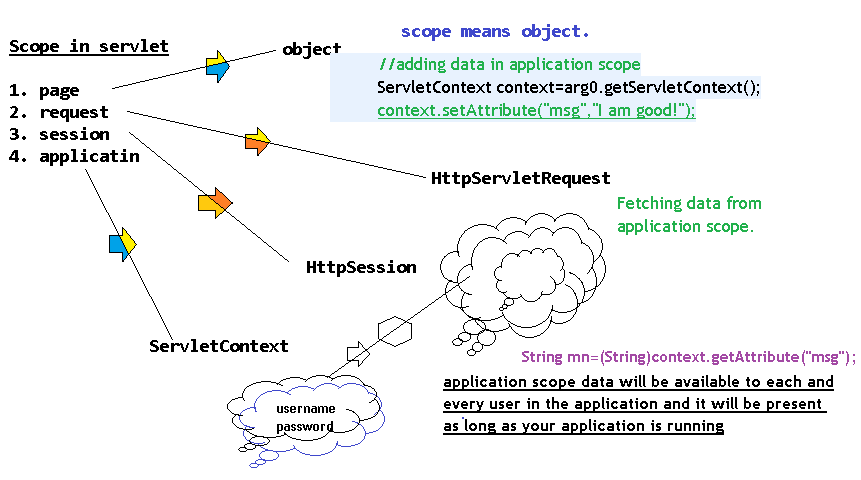 scope means object.
Scope in servlet
object
//adding data in application scope
ServletContext context=arg0.getServletContext();
context.setAttribute("msg","I am good!");
1. page
2. request
3. session
4. applicatin
HttpServletRequest
Fetching data from
application scope.
HttpSession
ServletContext
String mn=(String)context.getAttribute("msg");
application scope data will be available to each and
every user in the application and it will be present
as long as your application is running
username
password